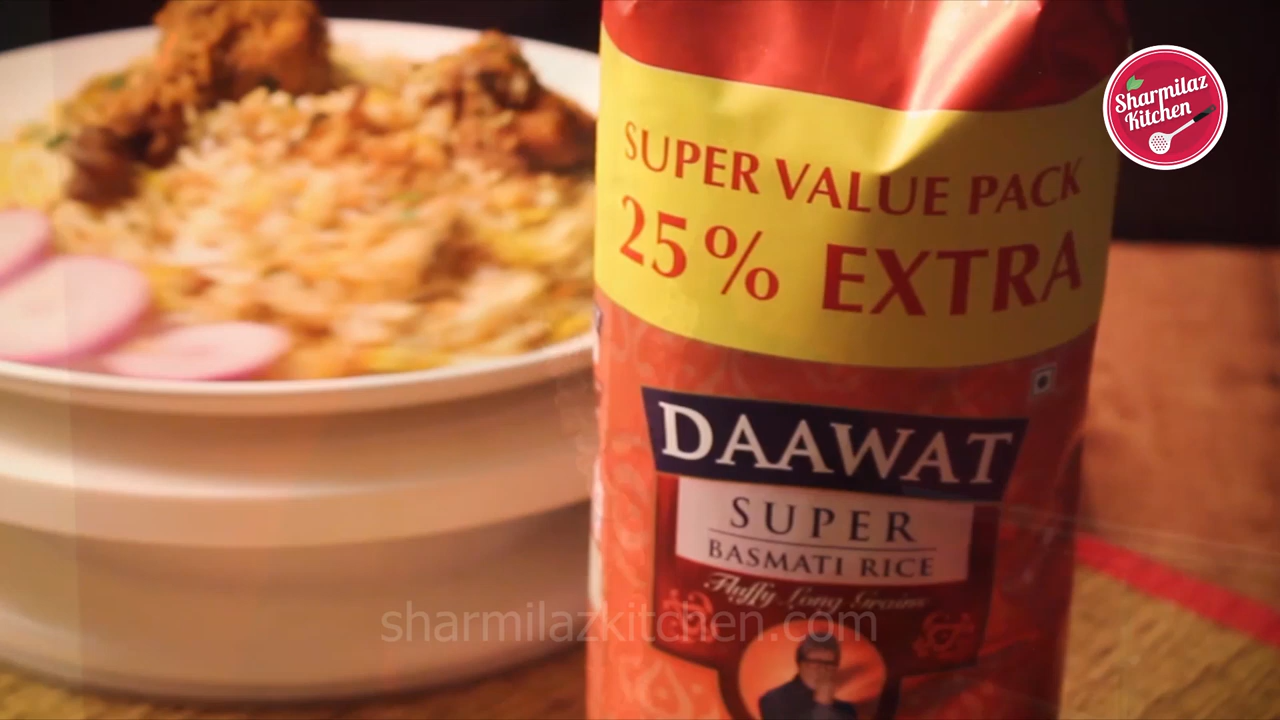 Sharmilaz
Kitchen
SUPER VALUE PACK
25% EXTRA
DAAWAT
SUPER
BASMATI RICE
Fluffy Long Grains
sharmilazkitchen.com